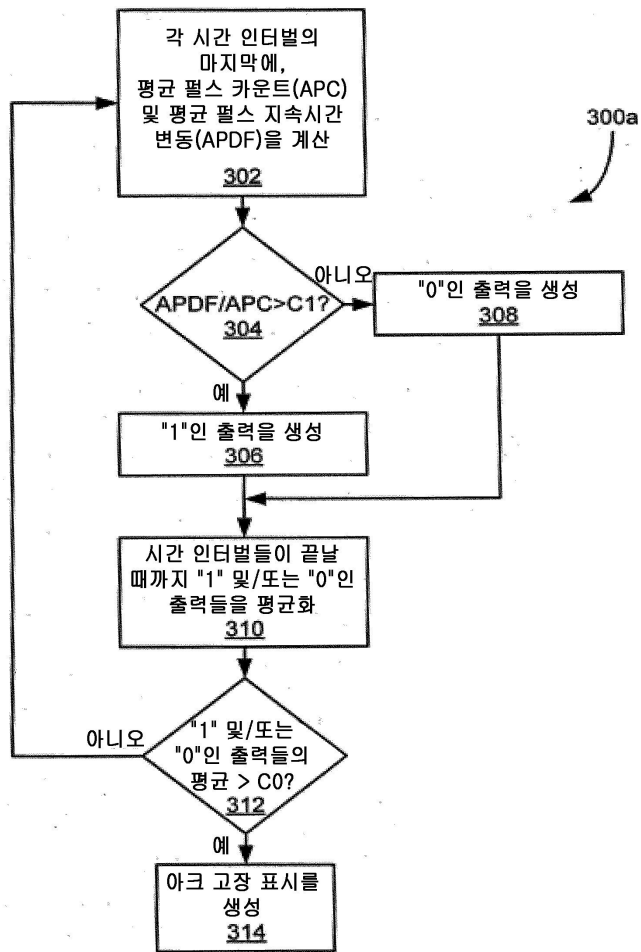 각 시간 인터벌의
마지막에,
평균 펄스 카운트(APC)
및 평균 펄스 지속시간
변동(APDF)을 계산
302
300a
APDF/APC>C1?
304
아니오
"0"인 출력을 생성
308
예
"1"인 출력을 생성
306
시간 인터벌들이 끝날
때까지 "1" 및/또는 "0"인
출력들을 평균화
310
아니오
"1" 및/또는
"0"인 출력들의
평균 > C0?
312
예
아크 고장 표시를
생성
314